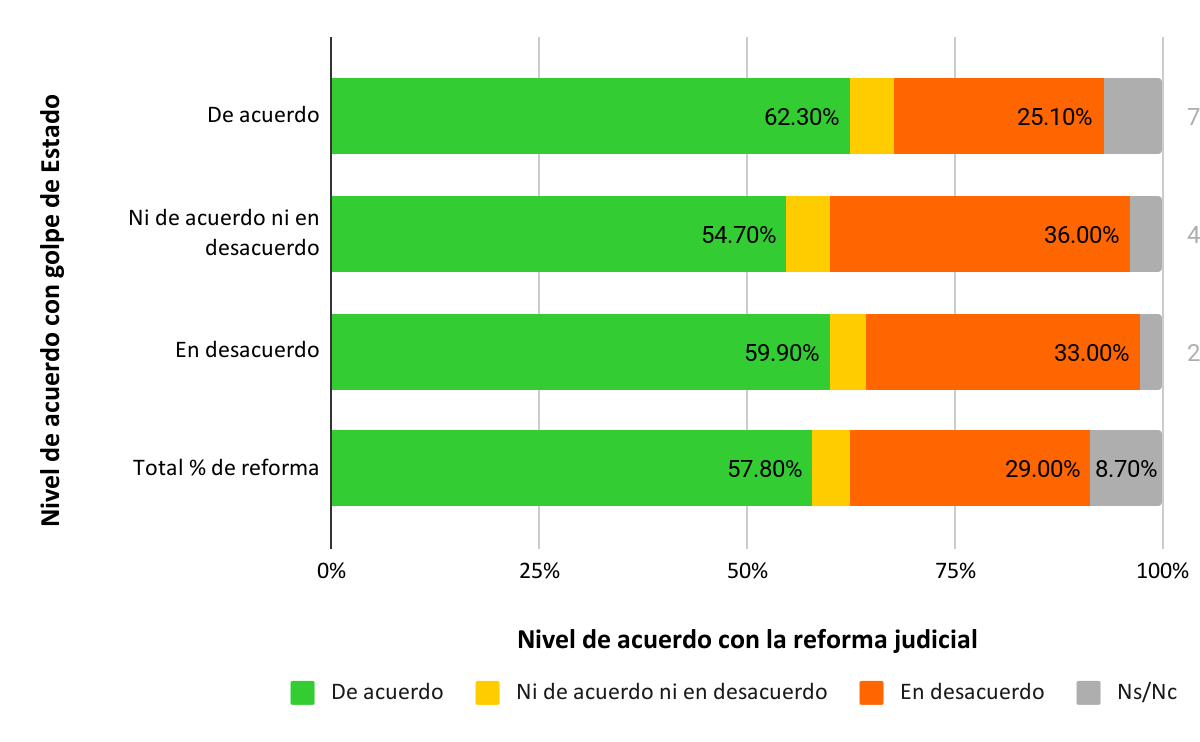 Nivel de acuerdo con golpe de Estado
De acuerdo
62.30%
25.10%
7
Ni de acuerdo ni en
desacuerdo
54.70%
36.00%
4
En desacuerdo
59.90%
33.00%
2
Total % de reforma
57.80%
29.00%
8.70%
0%
25%
50%
75%
100%
Nivel de acuerdo con la reforma judicial
De acuerdo
Ni de acuerdo ni en desacuerdo
En desacuerdo
Ns/Nc